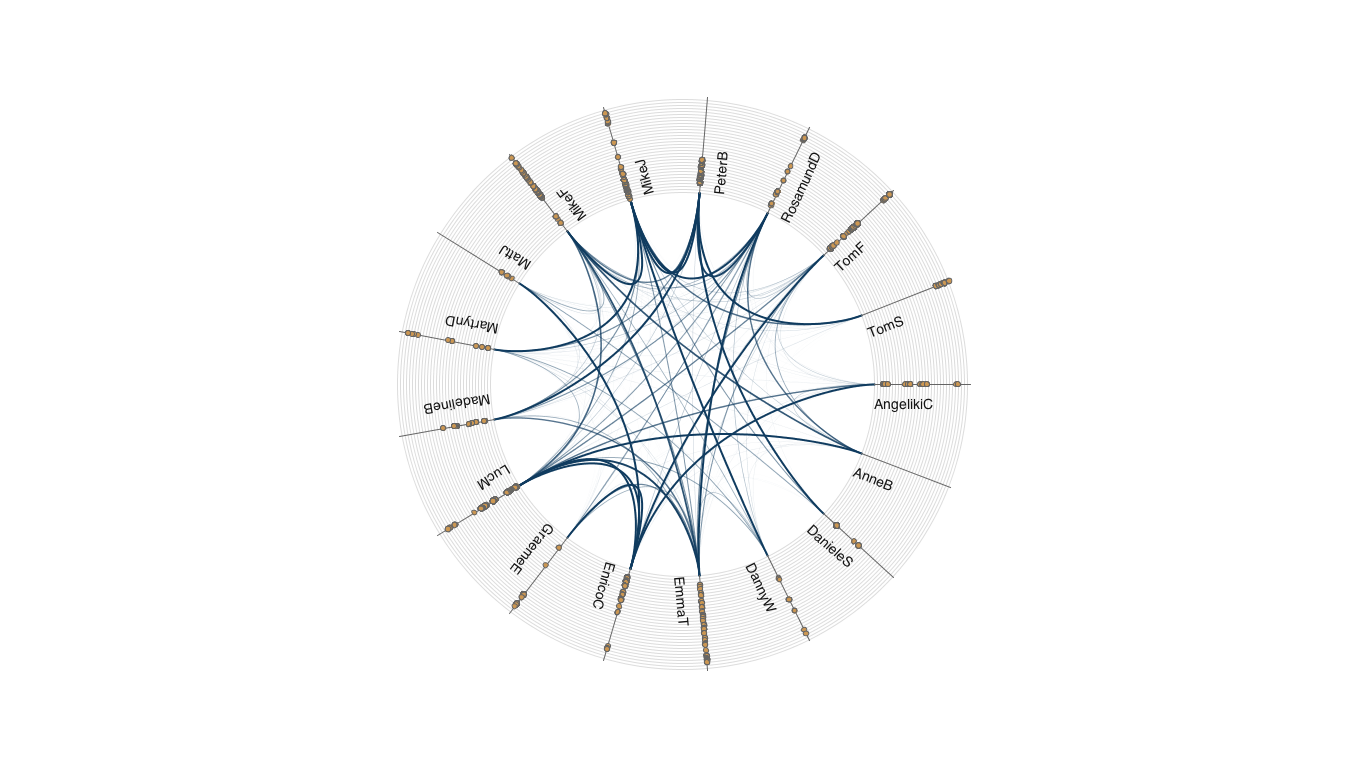 PeterB
RosamundD
TomF
TomS
AngelikiC
AnneB
DanieleS
DannyW
EmmaT
EnricoC
GraemeE
LucM
MadelineB
MartynD
MattJ
MikeF
MikeJ